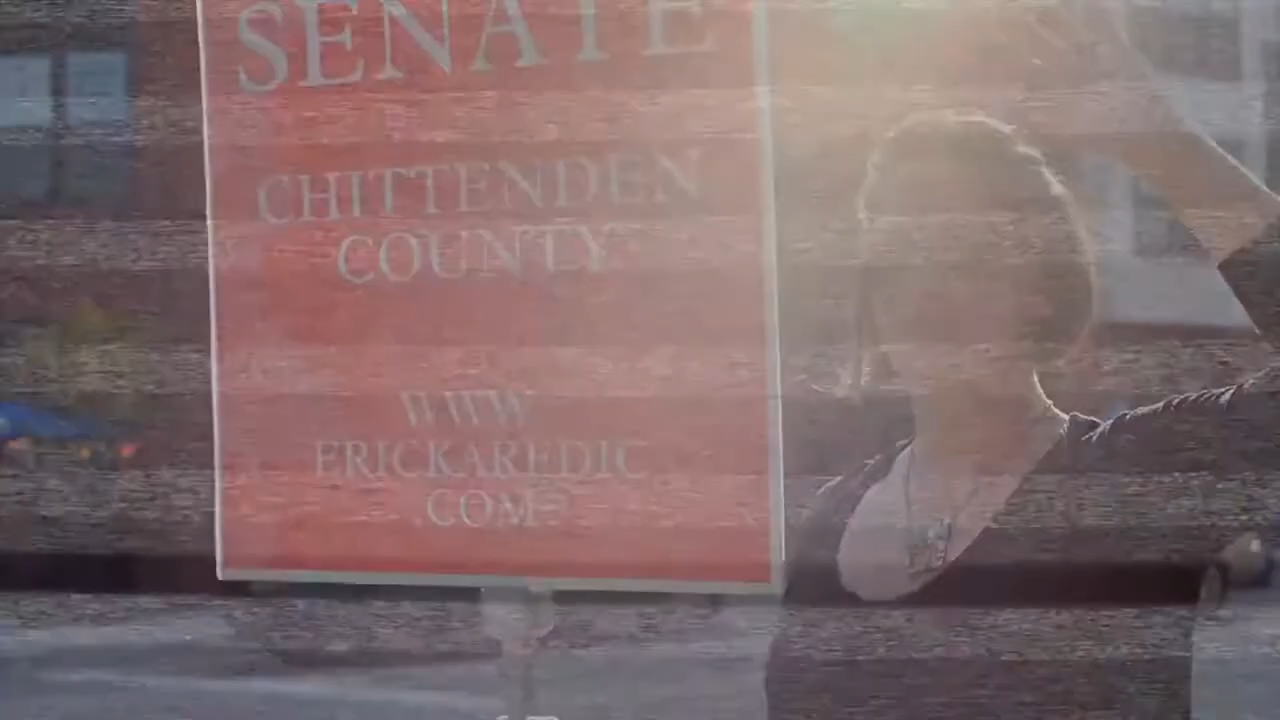 SENATE
CHITTENDEN
COUNTY
WWW
ERICKAREDIC
.COM